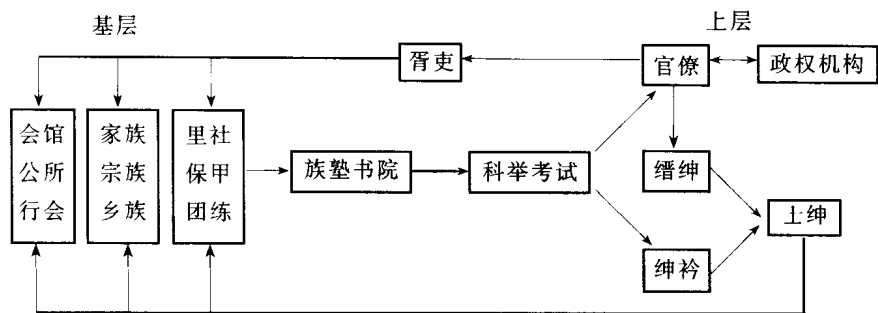 基层
上层
胥吏
官僚
政权机构
会馆
公所
行会
家族
宗族
乡族
里社
保甲
团练
族塾书院
科举考试
缙绅
士绅
绅衿